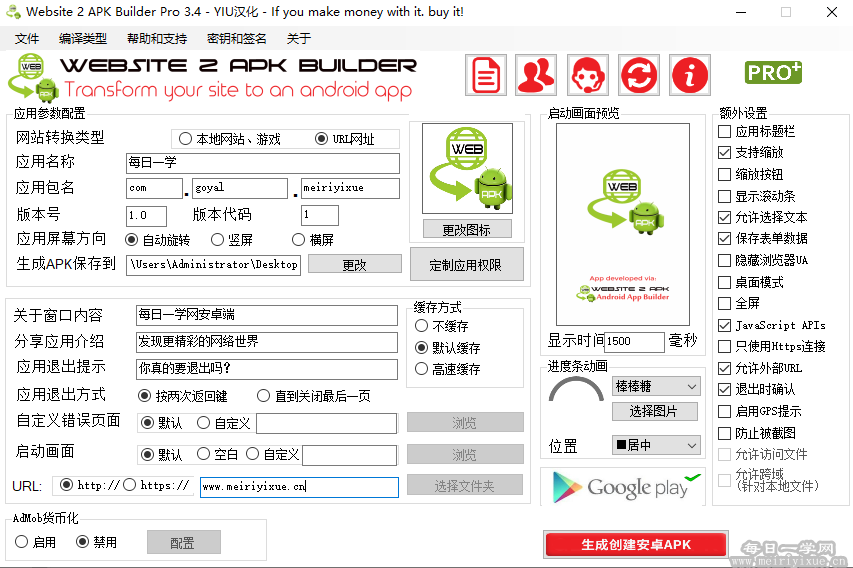 Website 2 APK Builder Pro 3.4 - YIU汉化 - If you make money with it. buy it!
文件 编译类型 帮助和支持 密钥和签名 关于
WEB
APK
WEBSITE 2 APK BUILDER
Transform your site to an android app
PRO+
应用参数配置
网站转换类型 本地网站、游戏 URL网址
应用名称 每日一学
应用包名 com . goyal . meiriyixue
版本号 1.0 版本代码 1
应用屏幕方向 自动旋转 竖屏 横屏
生成APK保存到 \Users\Administrator\Desktop 更改
WEB
APK
更改图标
定制应用权限
关于窗口内容 每日一学网安卓端
分享应用介绍 发现更精彩的网络世界
应用退出提示 你真的要退出吗?
应用退出方式 按两次返回键 直到关闭最后一页
自定义错误页面 默认 自定义 浏览
启动画面 默认 空白 自定义 浏览
URL: http:// https:// www.meiriyixue.cn 选择文件夹
缓存方式
不缓存
默认缓存
高速缓存
AdMob货币化
启用 禁用 配置
启动画面预览
WEB
APK
App developed via:
WEBSITE 2 APK
Android App Builder
显示时间 1500 毫秒
进度条动画
棒棒糖
选择图片
位置 ■居中
Google play
生成创建安卓APK
额外设置
应用标题栏
支持缩放
缩放按钮
显示滚动条
允许选择文本
保存表单数据
隐藏浏览器UA
桌面模式
全屏
JavaScript APIs
只使用Https连接
允许外部URL
退出时确认
启用GPS提示
防止被截图
允许访问文件
允许跨域
(针对本地文件)
每日一学网
www.meiriyixue.cn